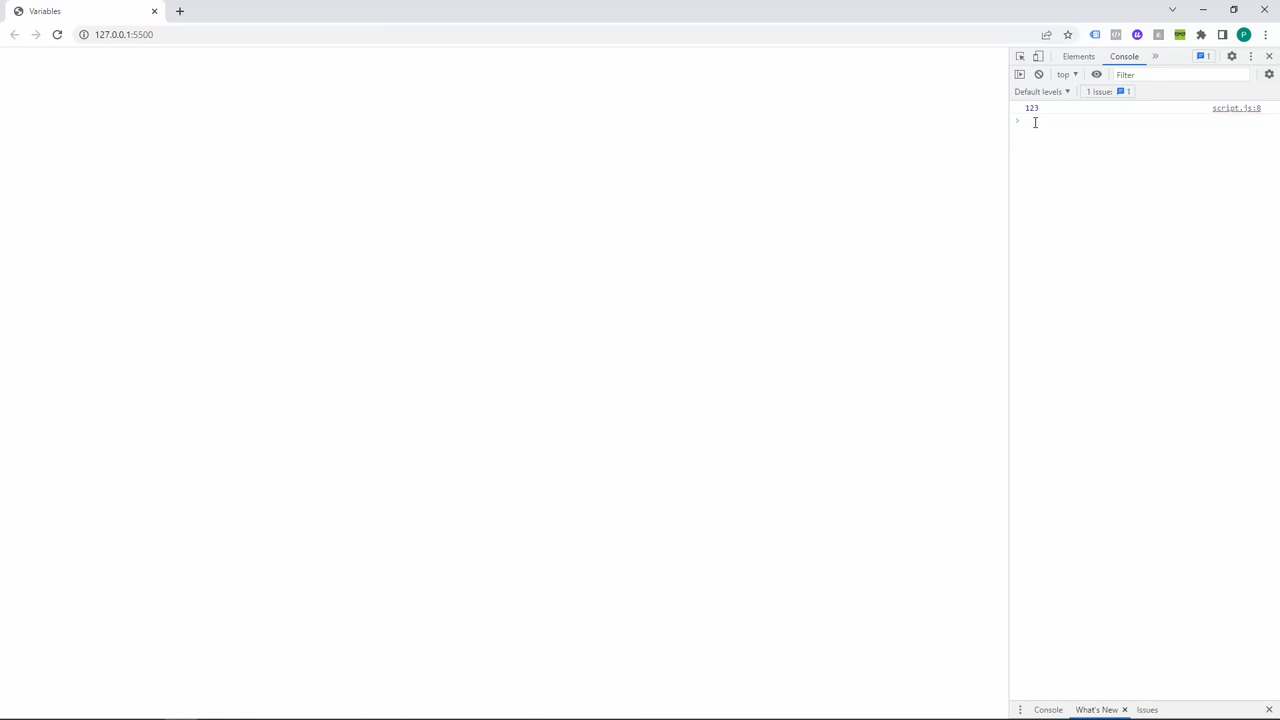 Variables
127.0.0.1:5500
P
Elements
Console
1
top
Filter
Default levels
1 Issue: 1
123
script.js:8
Console
What's New
Issues